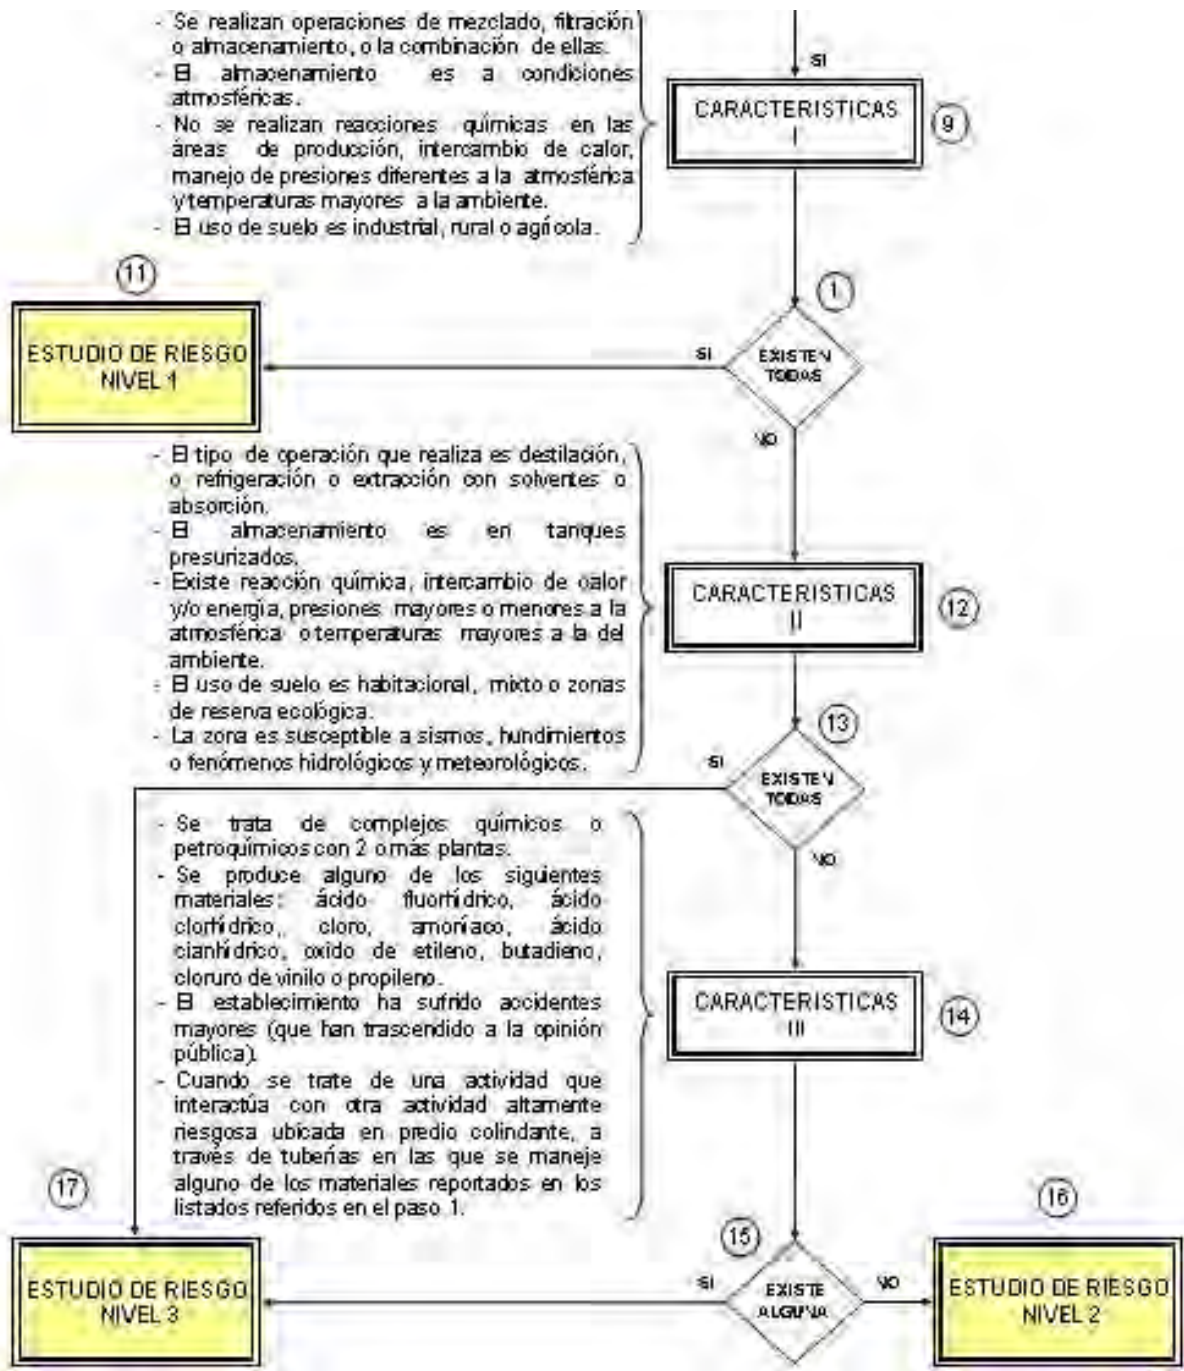 - Se realizan operaciones de mezclado, filtración
o almacenamiento, o la combinación de ellas.
- El almacenamiento es a condiciones
atmosféricas.
- No se realizan reacciones químicas en las
áreas de producción, intercambio de calor,
manejo de presiones diferentes a la atmosférica
y temperaturas mayores a la ambiente.
- El uso de suelo es industrial, rural o agrícola.
SI
CARACTERISTICAS
I
9
11
ESTUDIO DE RIESGO
NIVEL 1
1
SI
EXISTEN
TODAS
NO
- El tipo de operación que realiza es destilación,
o refrigeración o extracción con solventes o
absorción.
- El almacenamiento es en tanques
presurizados.
- Existe reacción química, intercambio de calor
y/o energía, presiones mayores o menores a la
atmosférica o temperaturas mayores a la del
ambiente.
- El uso de suelo es habitacional, mixto o zonas
de reserva ecológica.
- La zona es susceptible a sismos, hundimientos
o fenómenos hidrológicos y meteorológicos.
CARACTERISTICAS
II
12
13
SI
EXISTEN
TODAS
NO
- Se trata de complejos químicos o
petroquímicos con 2 o más plantas.
- Se produce alguno de los siguientes
materiales: ácido fluorhídrico, ácido
clorhídrico, cloro, amoníaco, ácido
cianhídrico, oxido de etileno, butadieno,
cloruro de vinilo o propileno.
- El establecimiento ha sufrido accidentes
mayores (que han trascendido a la opinión
pública).
- Cuando se trate de una actividad que
interactúa con otra actividad altamente
riesgosa ubicada en predio colindante, a
través de tuberías en las que se maneje
alguno de los materiales reportados en los
listados referidos en el paso 1.
CARACTERISTICAS
III
14
17
ESTUDIO DE RIESGO
NIVEL 3
15
SI
EXISTE
ALGUNA
NO
16
ESTUDIO DE RIESGO
NIVEL 2